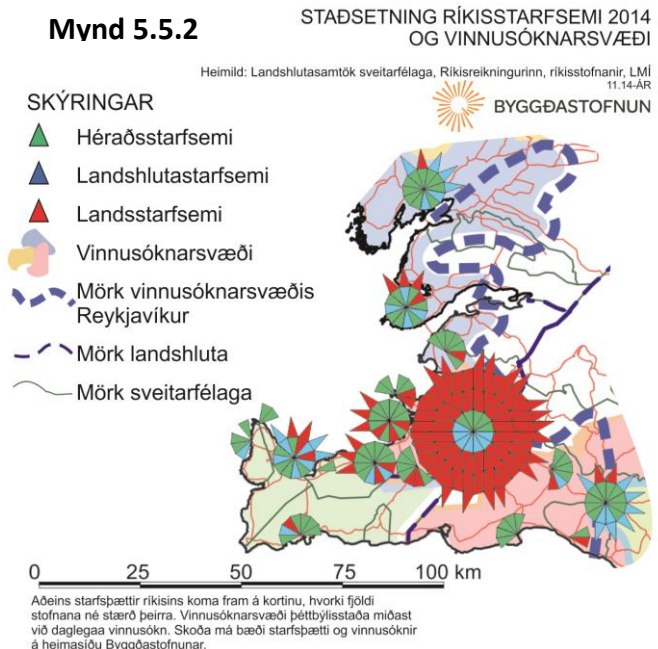 Mynd 5.5.2
STAÐSETNING RÍKISSTARFSEMI 2014
OG VINNUSÓKNARSVÆÐI
Heimild: Landshlutasamtök sveitarfélaga, Ríkisreikningurinn, ríkisstofnanir, LMÍ
11.14-ÁR
BYGGÐASTOFNUN
SKÝRINGAR
Héraðsstarfsemi
Landshlutastarfsemi
Landsstarfsemi
Vinnusóknarsvæði
Mörk vinnusóknarsvæðis
Reykjavíkur
Mörk landshluta
Mörk sveitarfélaga
0 25 50 75 100 km
Aðeins starfsþættir ríkisins koma fram á kortinu, hvorki fjöldi
stofnana né stærð þeirra. Vinnusóknarsvæði þéttbýlisstaða miðast
við daglegaa vinnusókn. Skoða má bæði starfsþætti og vinnusóknir
á heimasíðu Byggðastofnunar.